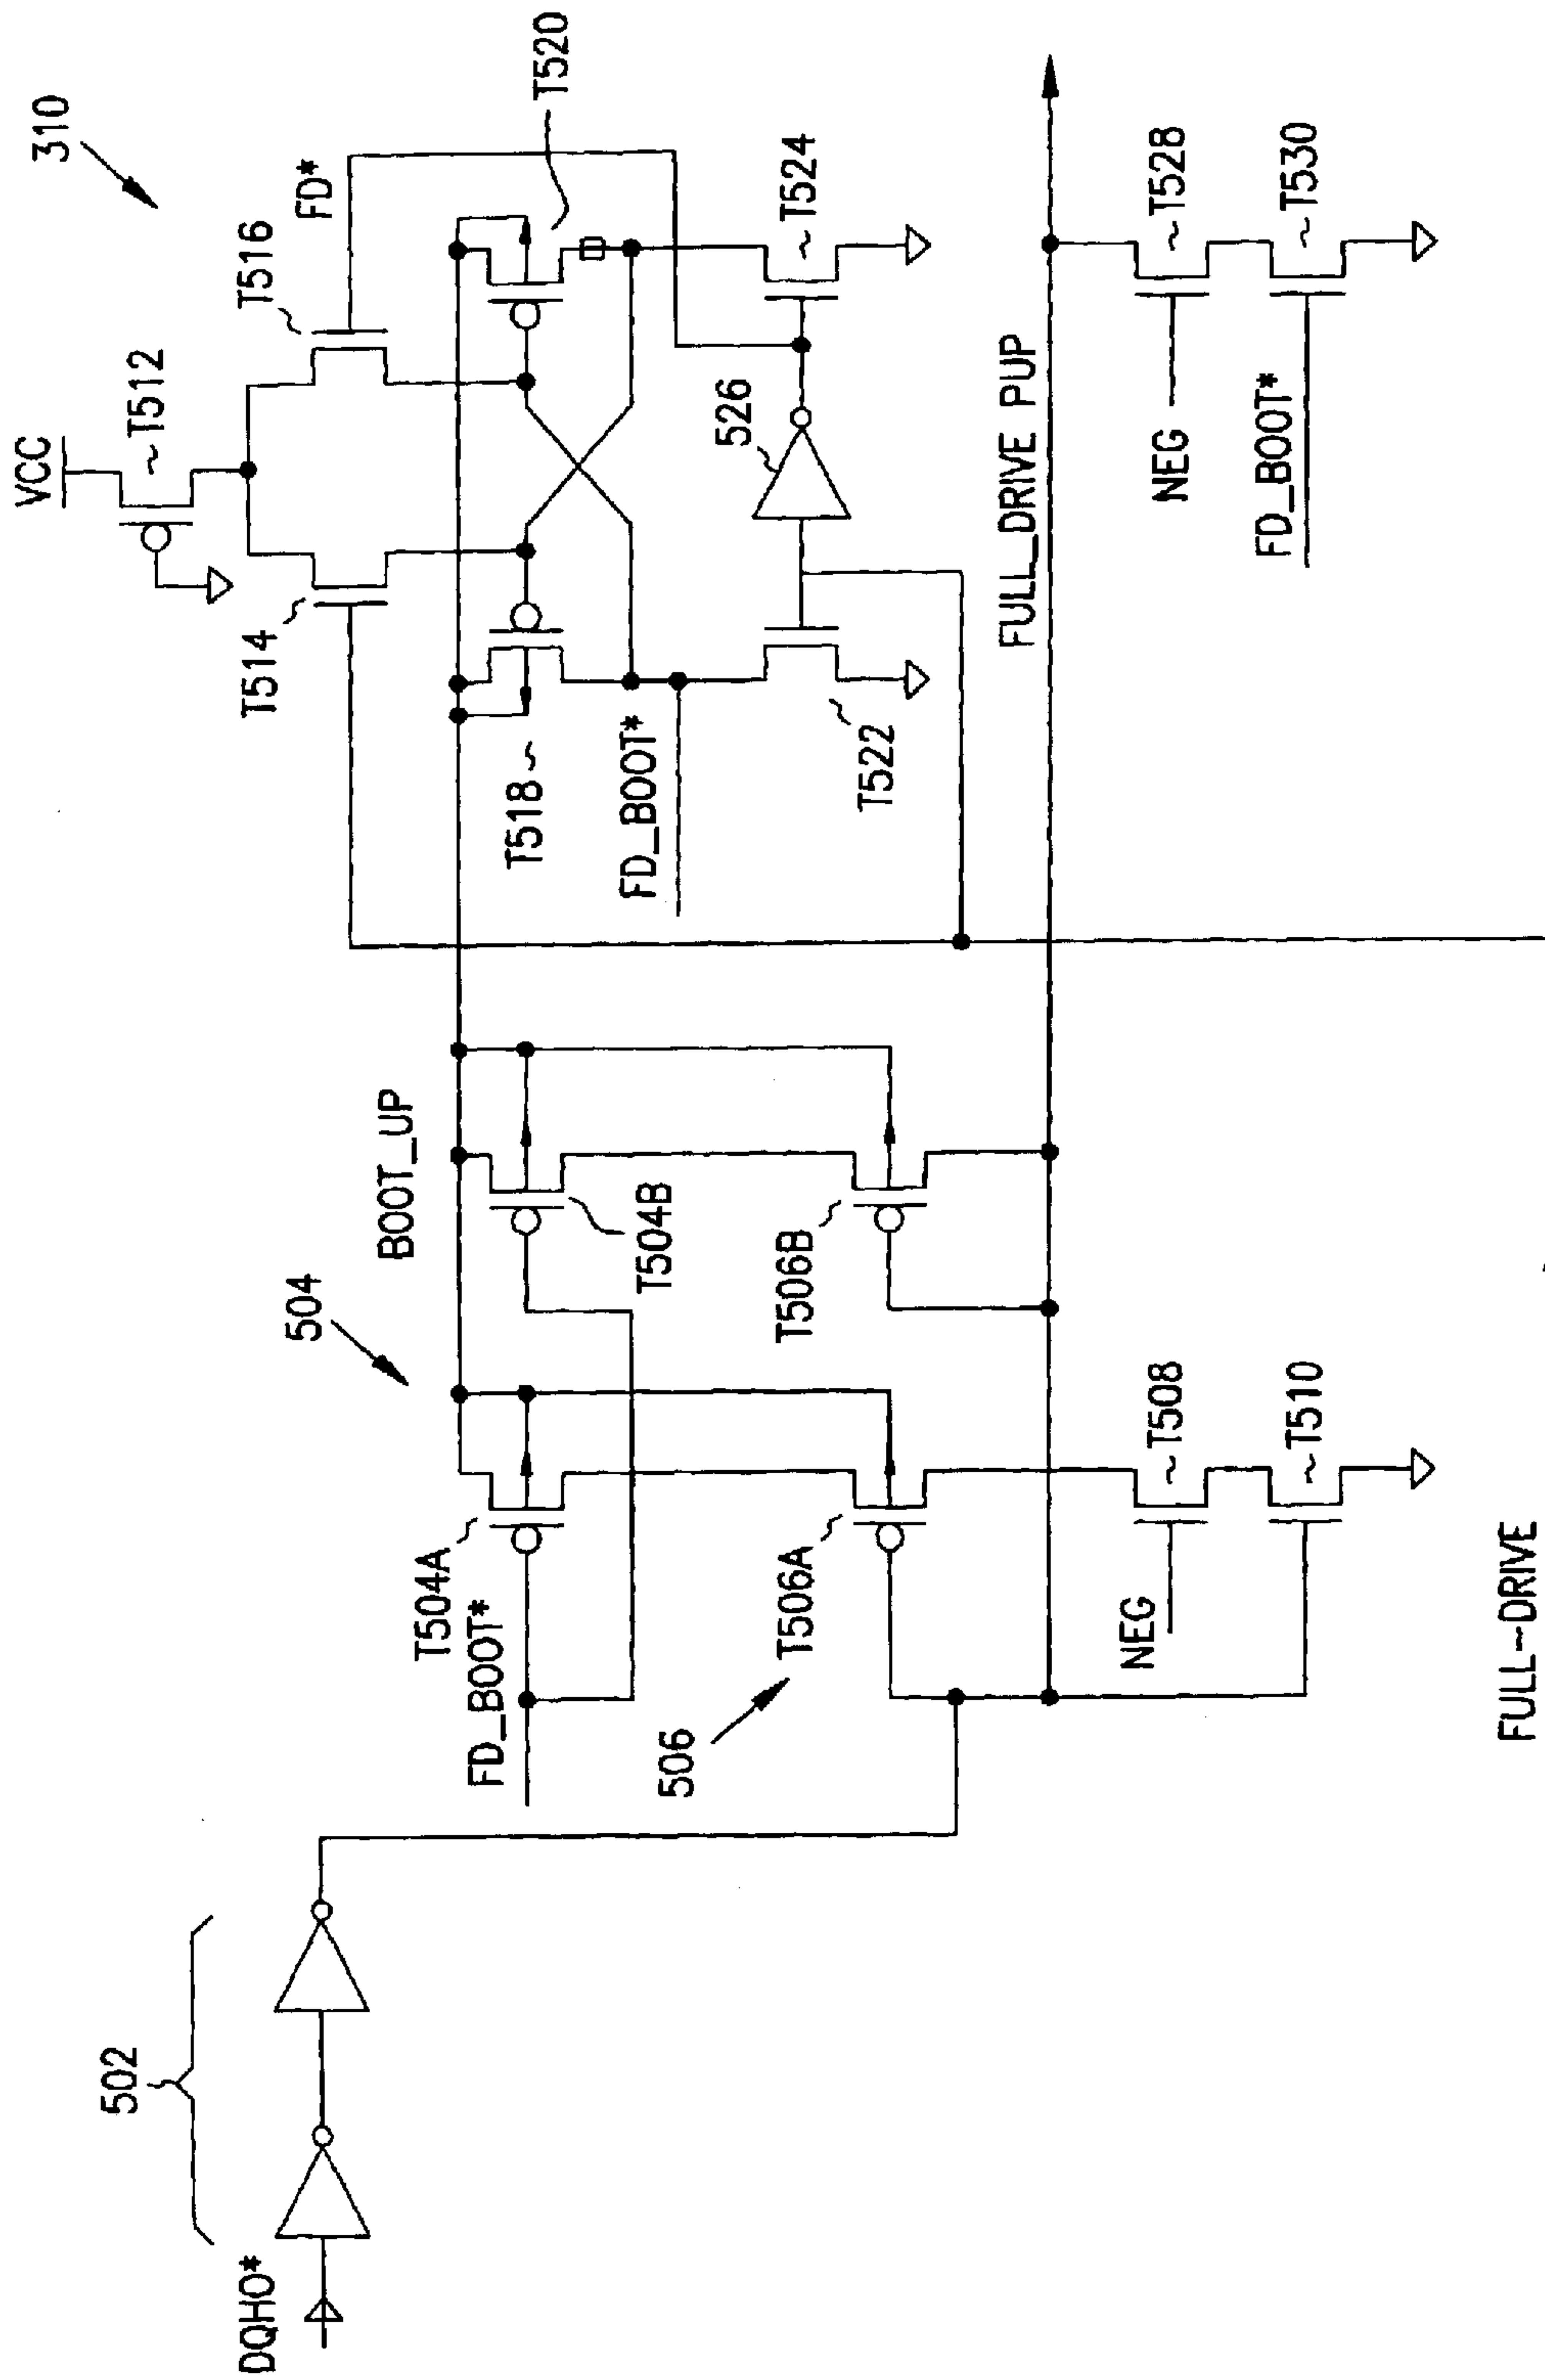 310
VCC
T512
T516
FD*
T514
T520
T518
504
BOOT_UP
502
DQHO*
T504A
FD_BOOT*
T504B
FD_BOOT*
526
T524
T522
506
T506A
T506B
FULL_DRIVE PUP
NEG
T508
T510
NEG
T528
FD_BOOT*
T530
FULL-DRIVE